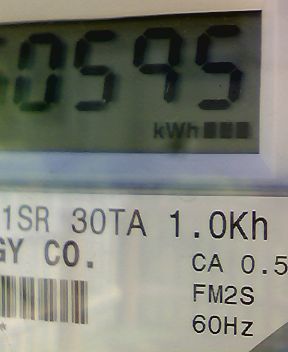 0595
kWh
1SR 30TA 1.0Kh
GY CO.
CA 0.5
FM2S
60Hz